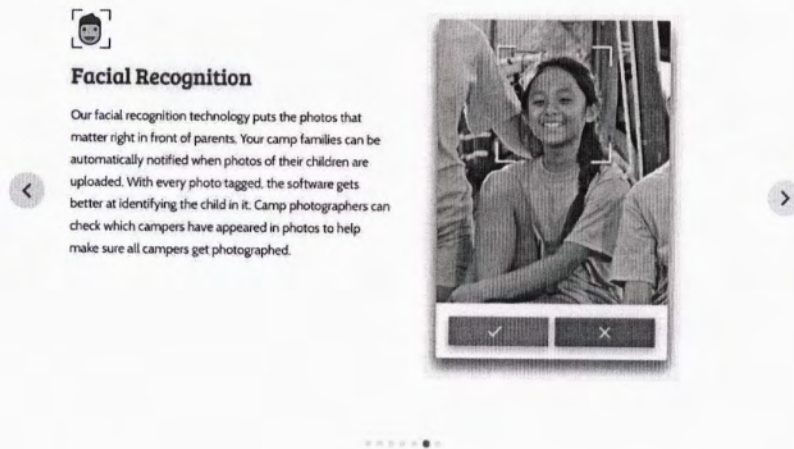 Facial Recognition
Our facial recognition technology puts the photos that
matter right in front of parents. Your camp families can be
automatically notified when photos of their children are
uploaded. With every photo tagged, the software gets
better at identifying the child in it. Camp photographers can
check which campers have appeared in photos to help
make sure all campers get photographed.